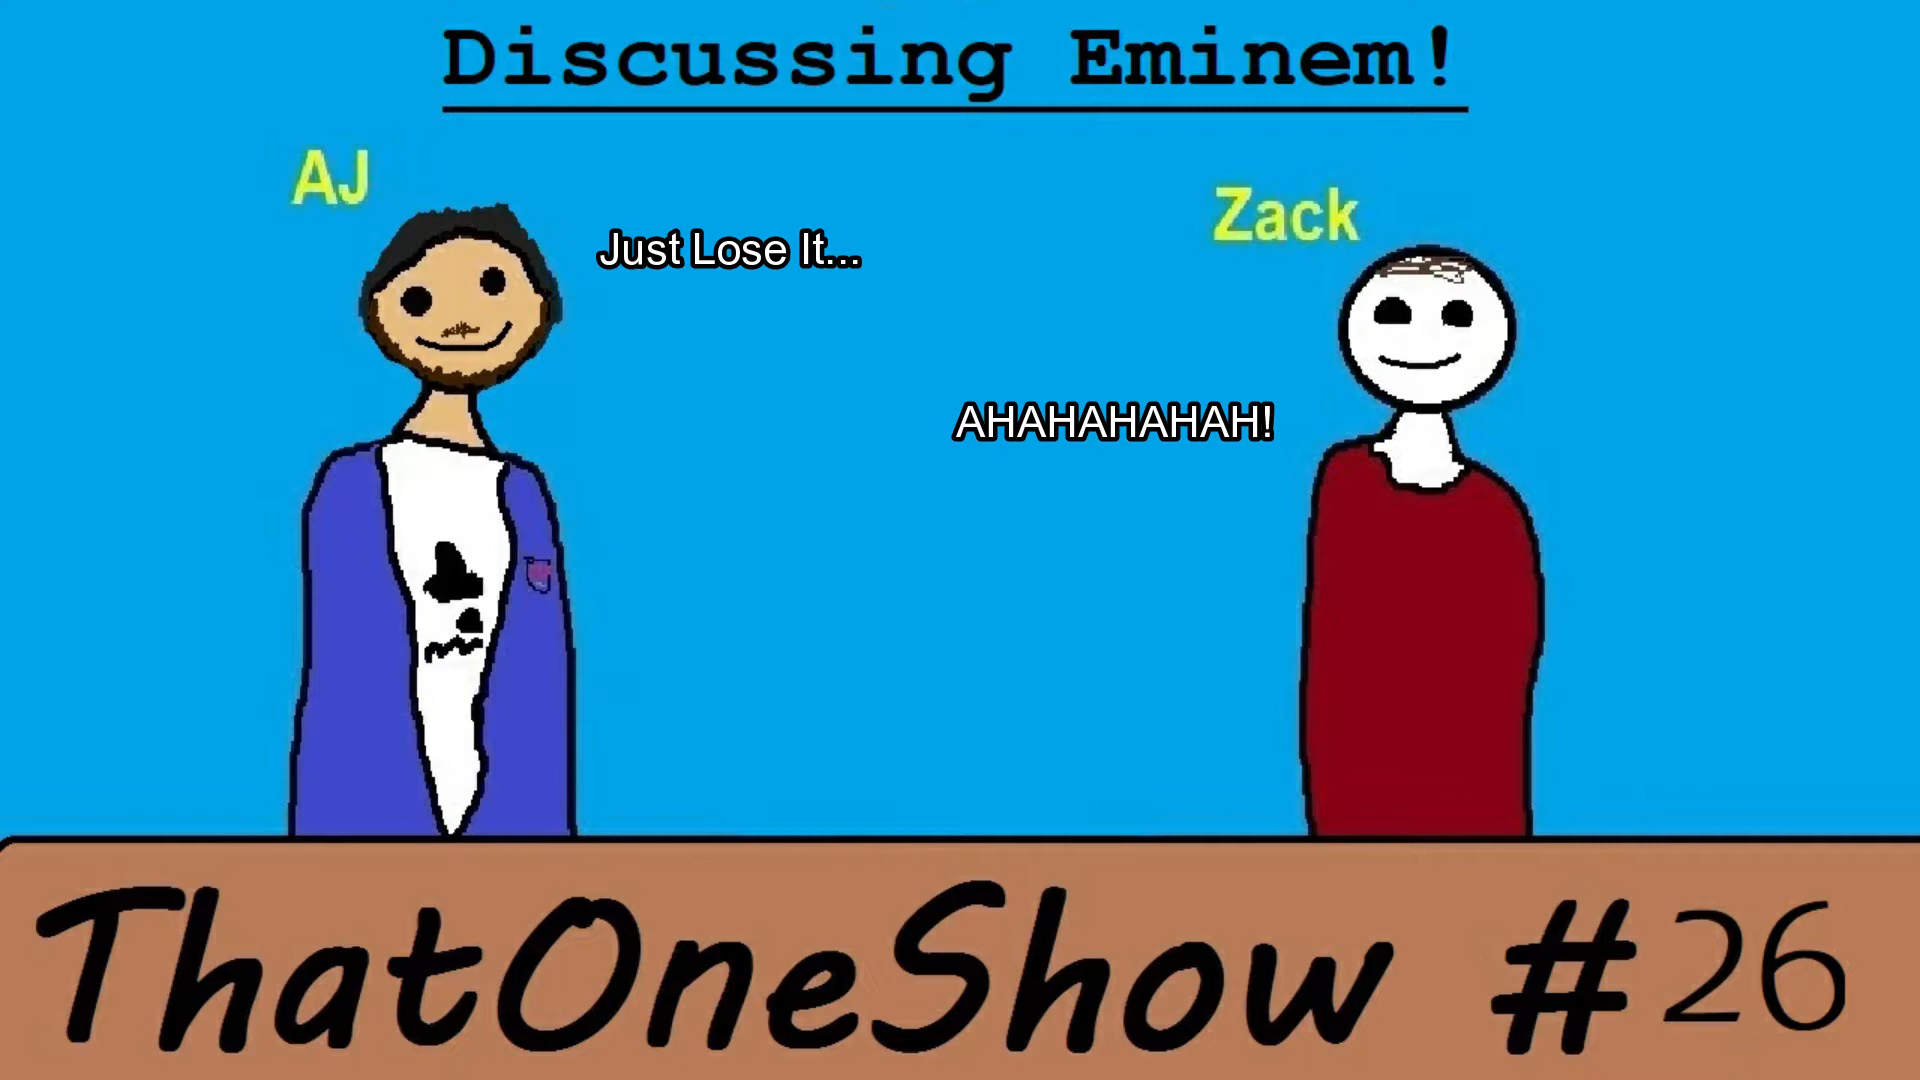 Discussing Eminem!
AJ
Zack
Just Lose It...
AHAHAHAHAH!
ThatOneShow #26